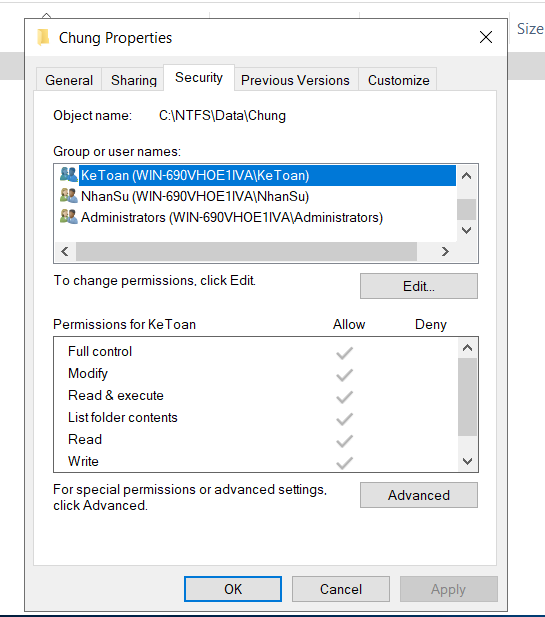 Size
Chung Properties
General Sharing Security Previous Versions Customize
Object name: C:\NTFS\Data\Chung
Group or user names:
KeToan (WIN-690VHOE1IVA\KeToan)
NhanSu (WIN-690VHOE1IVA\NhanSu)
Administrators (WIN-690VHOE1IVA\Administrators)
To change permissions, click Edit.
Edit...
Permissions for KeToan Allow Deny
Full control
Modify
Read & execute
List folder contents
Read
Write
For special permissions or advanced settings,
click Advanced.
Advanced
OK Cancel Apply